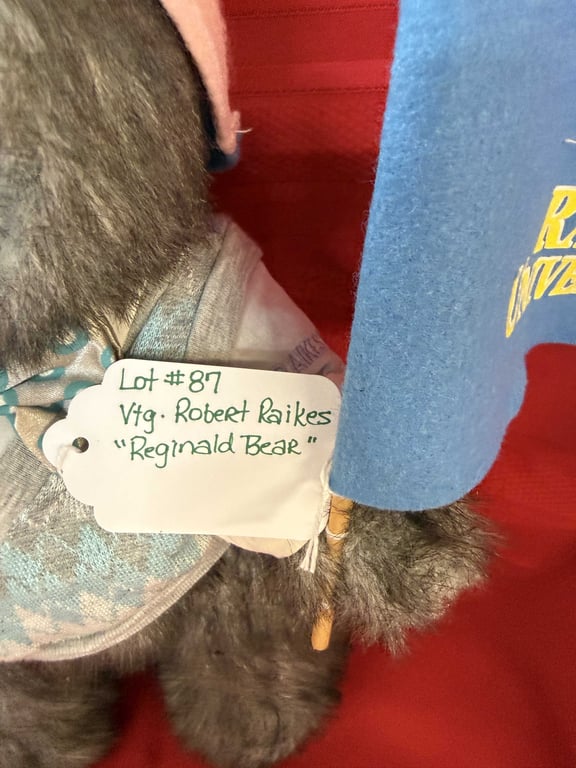 Lot #87
Vtg. Robert Raikes
"Reginald Bear"